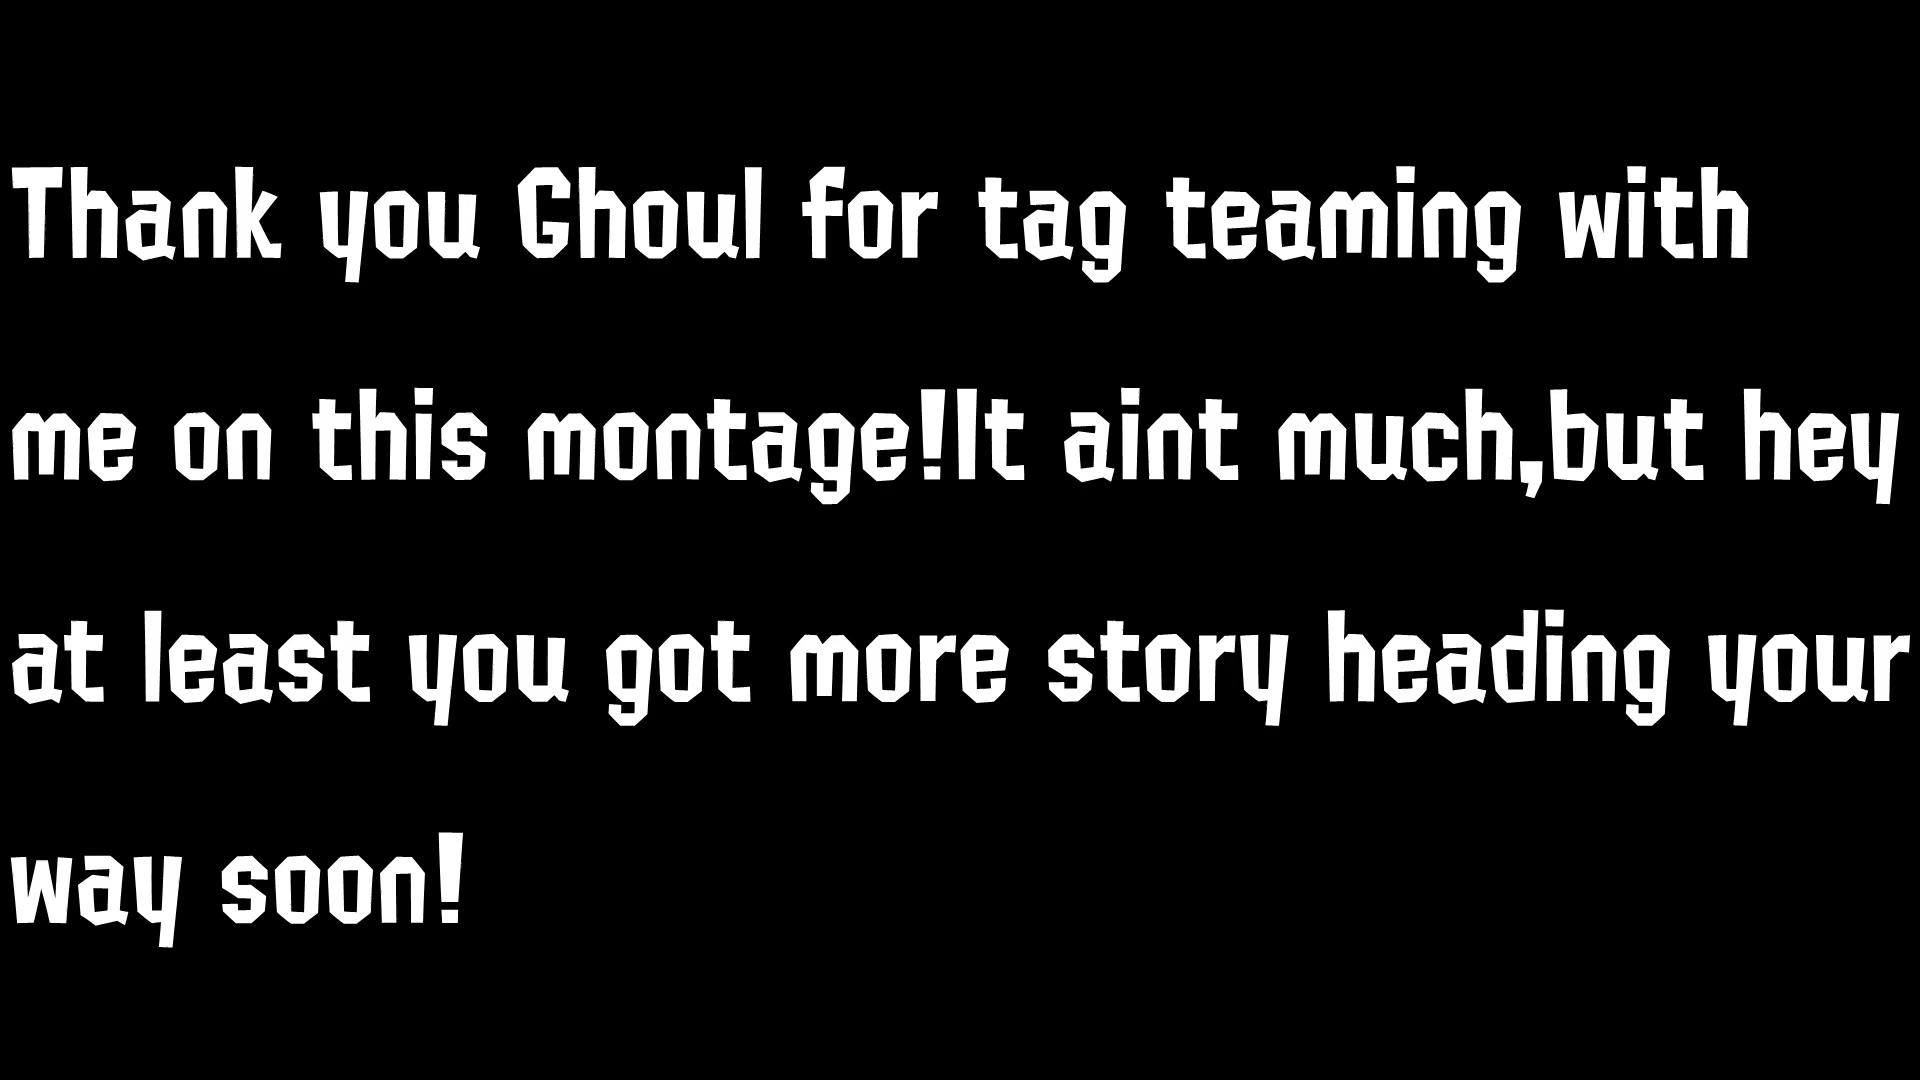 Thank you Ghoul for tag teaming with
me on this montage!It aint much,but hey
at least you got more story heading your
way soon!